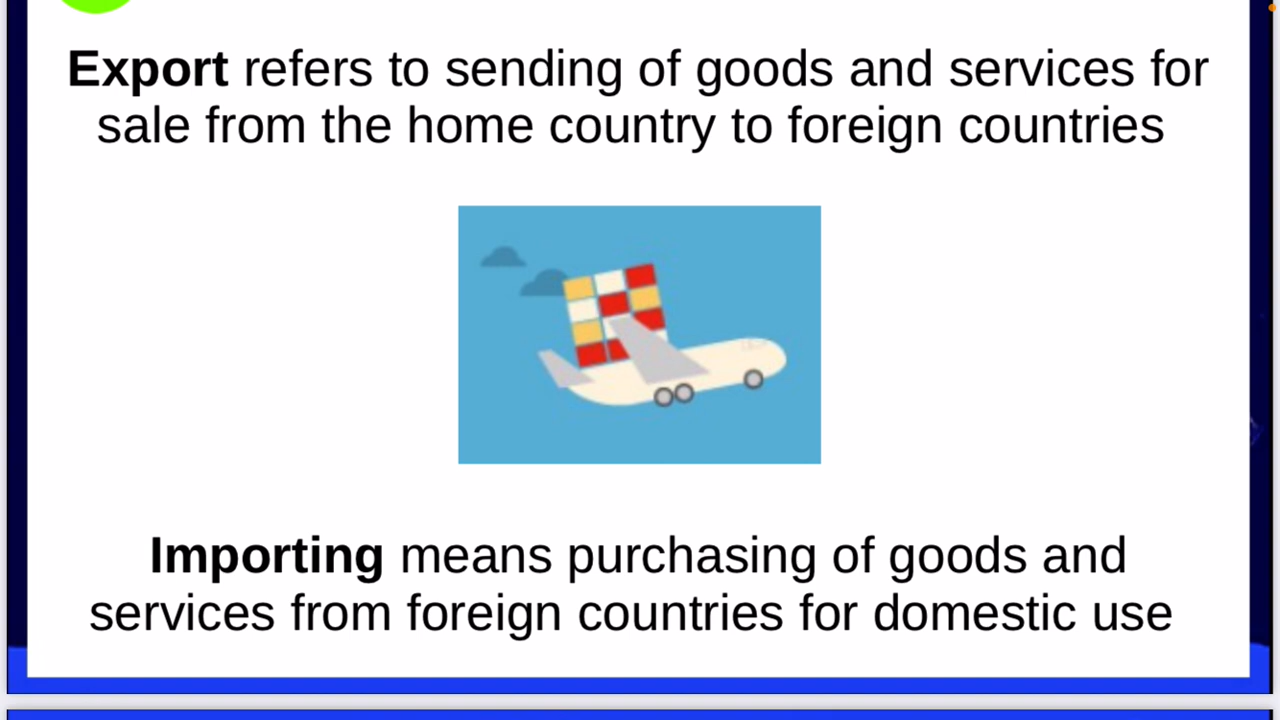 Export refers to sending of goods and services for
sale from the home country to foreign countries
Importing means purchasing of goods and
services from foreign countries for domestic use